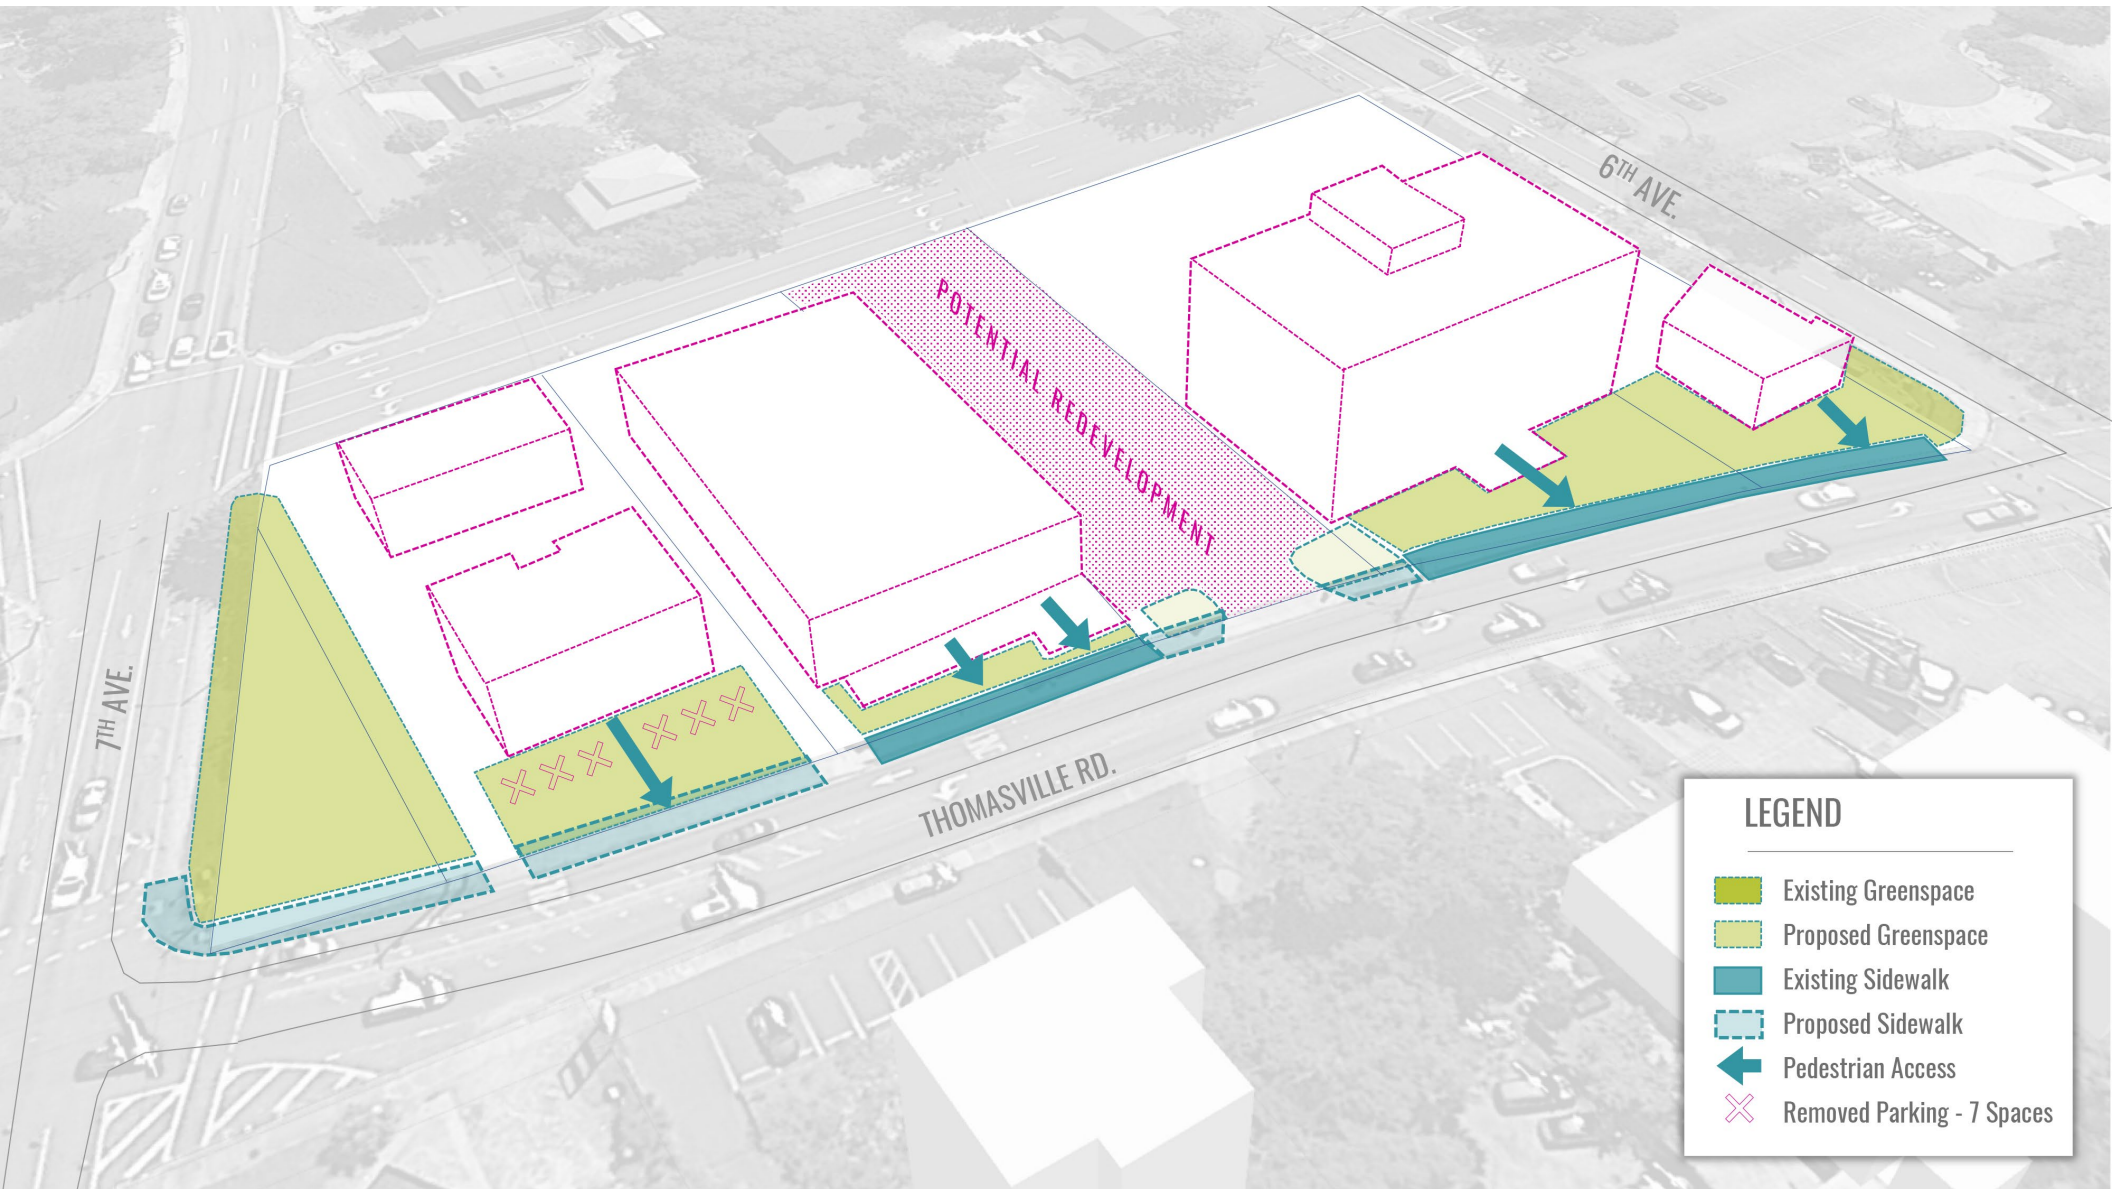 6TH AVE.
POTENTIAL REDEVELOPMENT
7TH AVE.
THOMASVILLE RD.
LEGEND
Existing Greenspace
Proposed Greenspace
Existing Sidewalk
Proposed Sidewalk
Pedestrian Access
Removed Parking - 7 Spaces